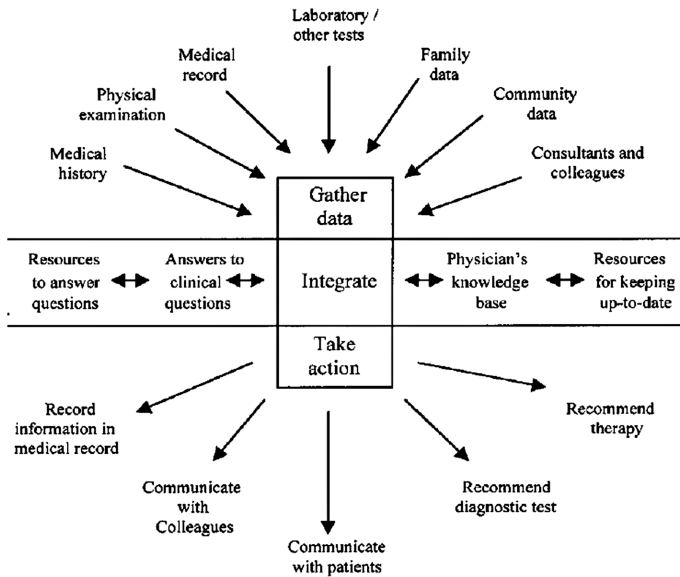 Laboratory /
other tests
Medical
record
Family
data
Physical
examination
Community
data
Medical
history
Consultants and
colleagues
Gather
data
Resources
to answer
questions
Answers to
clinical
questions
Integrate
Physician's
knowledge
base
Resources
for keeping
up-to-date
Take
action
Record
information in
medical record
Recommend
therapy
Communicate
with
Colleagues
Recommend
diagnostic test
Communicate
with patients